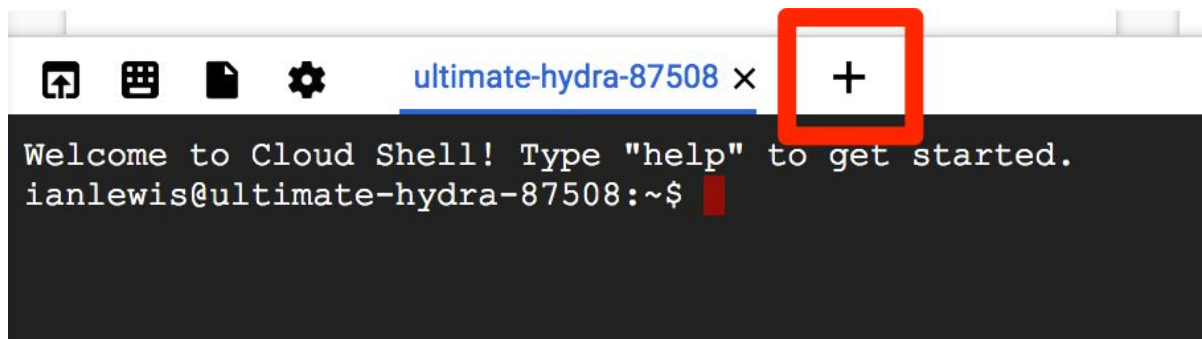 ultimate-hydra-87508
Welcome to Cloud Shell! Type "help" to get started.
ianlewis@ultimate-hydra-87508:~$